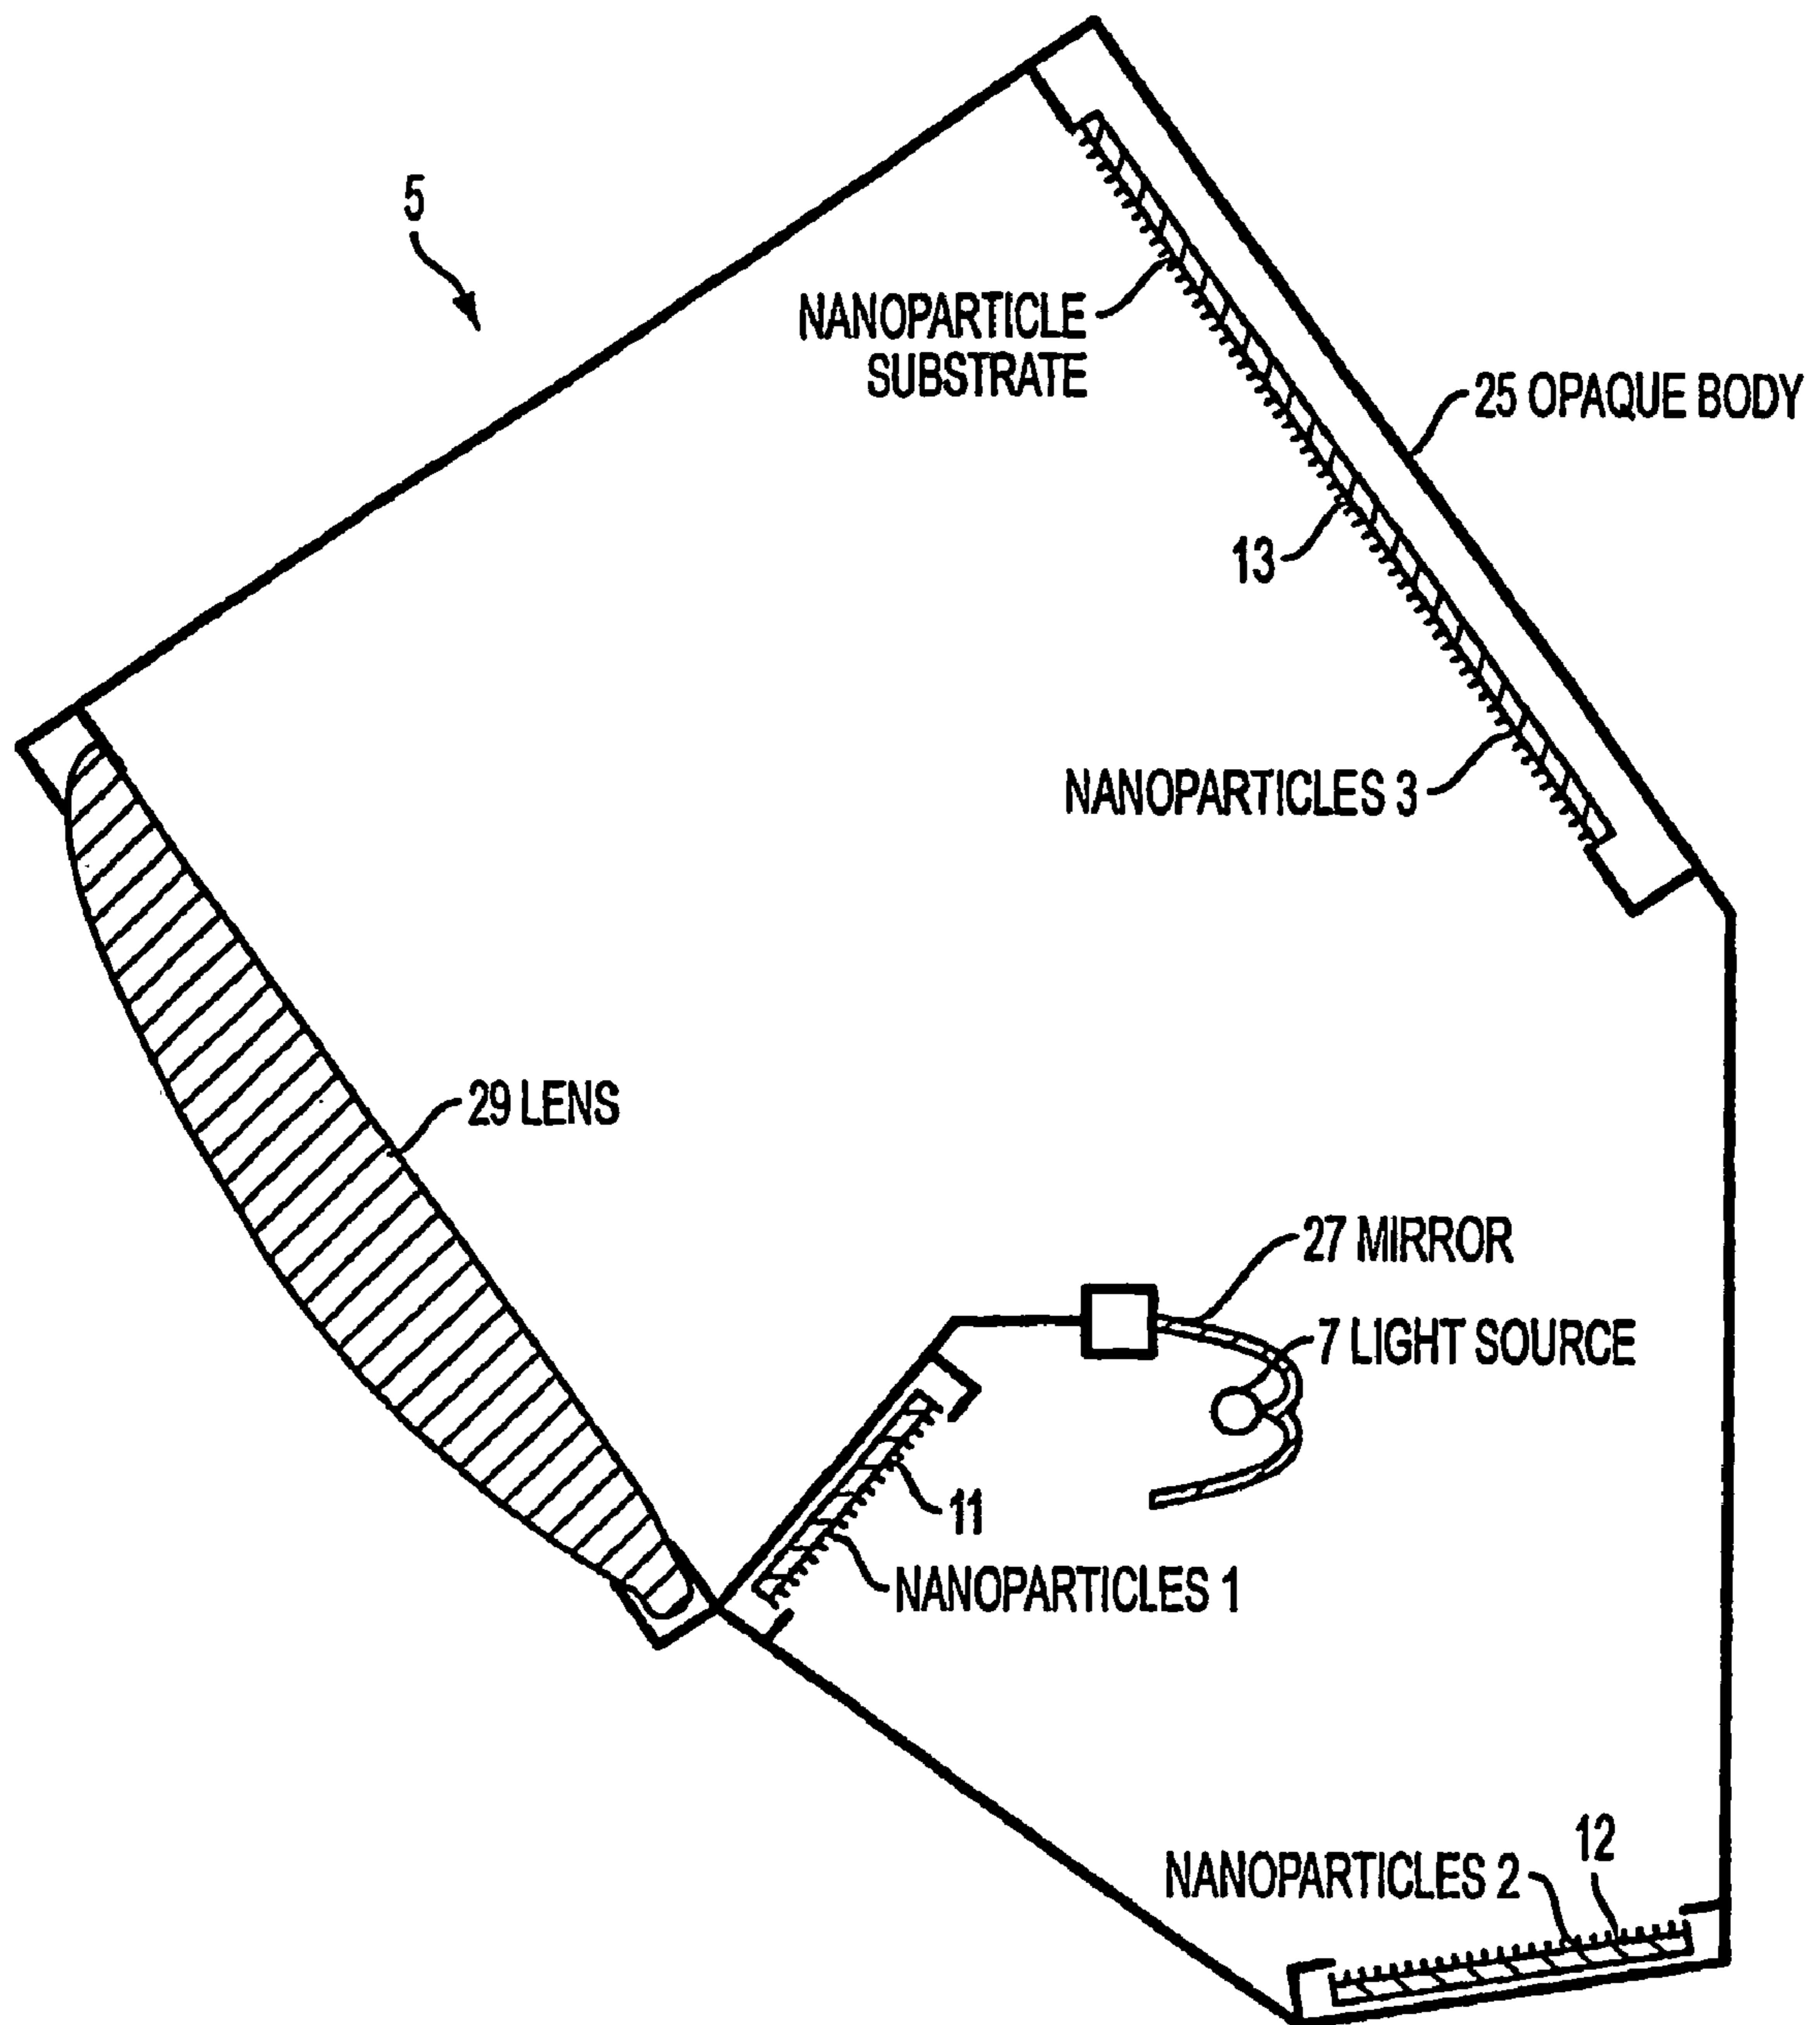 5
NANOPARTICLE
SUBSTRATE
25 OPAQUE BODY
13
NANOPARTICLES 3
29 LENS
27 MIRROR
7 LIGHT SOURCE
11
NANOPARTICLES 1
12
NANOPARTICLES 2